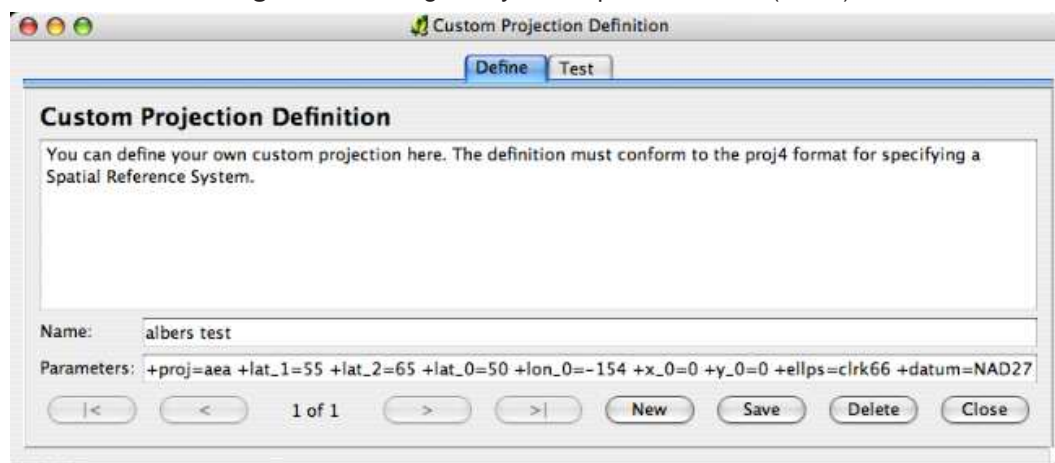 Custom Projection Definition
Define Test
Custom Projection Definition
You can define your own custom projection here. The definition must conform to the proj4 format for specifying a
Spatial Reference System.
Name: albers test
Parameters: +proj=aea +lat_1=55 +lat_2=65 +lat_0=50 +lon_0=-154 +x_0=0 +y_0=0 +ellps=clrk66 +datum=NAD27
|< < 1 of 1 > >| New Save Delete Close